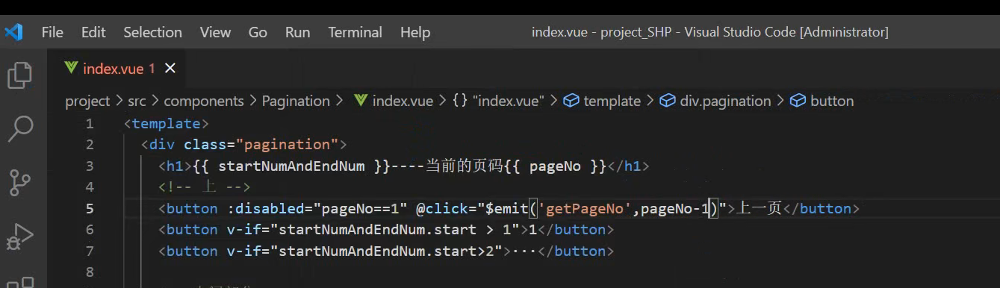 File Edit Selection View Go Run Terminal Help index.vue - project_SHP - Visual Studio Code [Administrator]
index.vue 1
project > src > components > Pagination > index.vue > {} "index.vue" > template > div.pagination > button
1 <template>
2 <div class="pagination">
3 <h1>{{ startNumAndEndNum }}----当前的页码{{ pageNo }}</h1>
4 <!-- 上 -->
5 <button :disabled="pageNo==1" @click="$emit('getPageNo',pageNo-1)">上一页</button>
6 <button v-if="startNumAndEndNum.start > 1">1</button>
7 <button v-if="startNumAndEndNum.start>2">···</button>
8